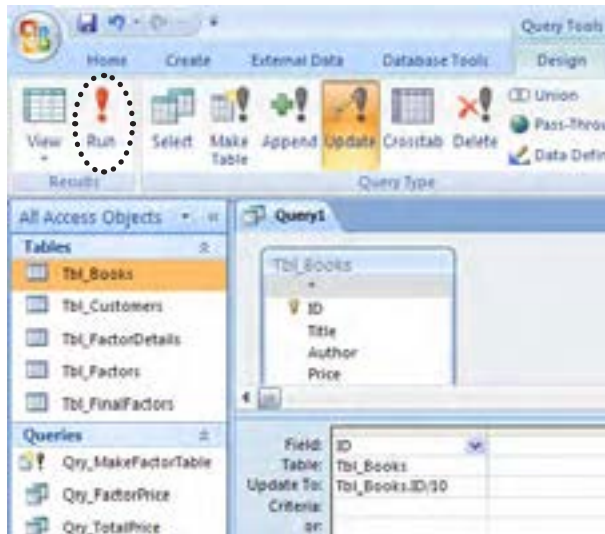 Query Tools
Home Create External Data Database Tools Design
View Run Select Make Table Append Update Crosstab Delete
Union
Pass-Throu
Data Defin
Results Query Type
All Access Objects
Query1
Tables
Tbl_Books
Tbl_Customers
Tbl_FactorDetails
Tbl_Factors
Tbl_FinalFactors
Queries
Qry_MakeFactorTable
Qry_FactorPrice
Qry_TotalPrice
Tbl_Books
*
ID
Title
Author
Price
Field: ID
Table: Tbl_Books
Update To: Tbl_Books.ID/10
Criteria:
or: